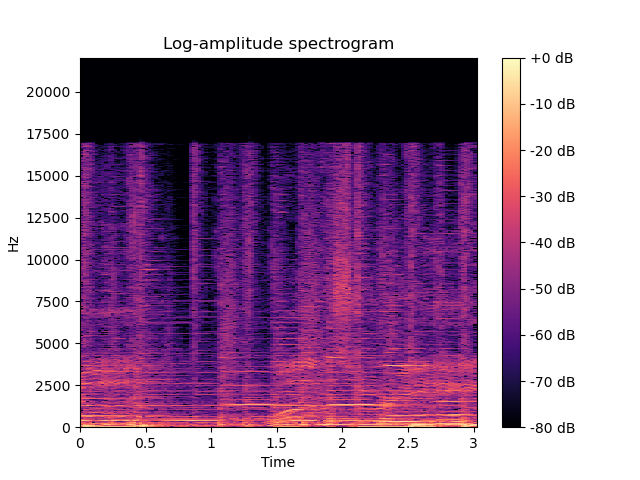 Log-amplitude spectrogram
Hz
20000
17500
15000
12500
10000
7500
5000
2500
0
0 0.5 1 1.5 2 2.5 3
Time
+0 dB
-10 dB
-20 dB
-30 dB
-40 dB
-50 dB
-60 dB
-70 dB
-80 dB